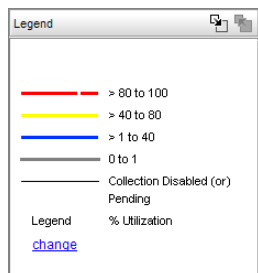 Legend
> 80 to 100
> 40 to 80
> 1 to 40
0 to 1
Collection Disabled (or)
Pending
Legend % Utilization
change